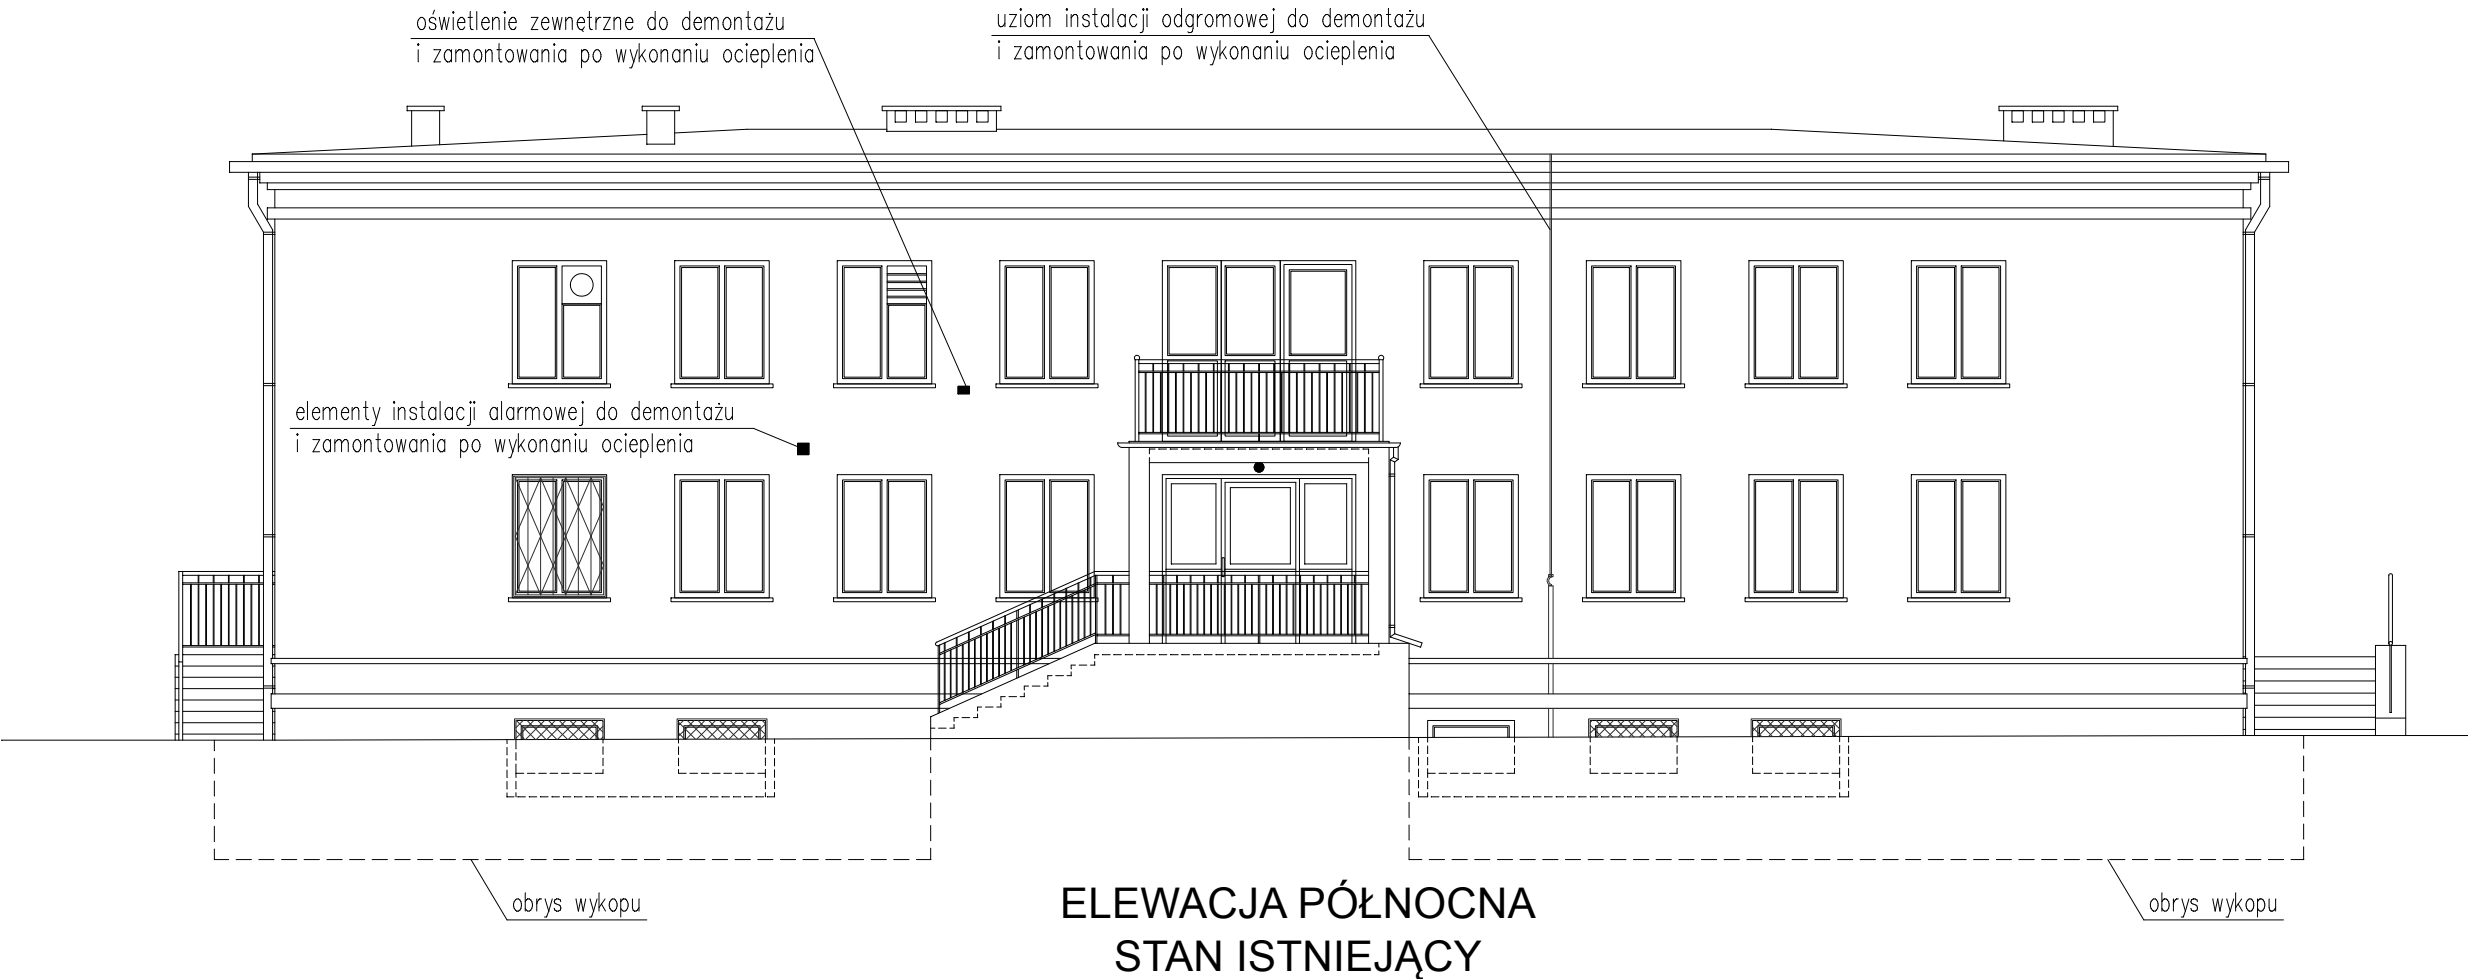 oświetlenie zewnętrzne do demontażu
i zamontowania po wykonaniu ocieplenia
uziom instalacji odgromowej do demontażu
i zamontowania po wykonaniu ocieplenia
elementy instalacji alarmowej do demontażu
i zamontowania po wykonaniu ocieplenia
obrys wykopu
obrys wykopu
ELEWACJA PÓŁNOCNA
STAN ISTNIEJĄCY